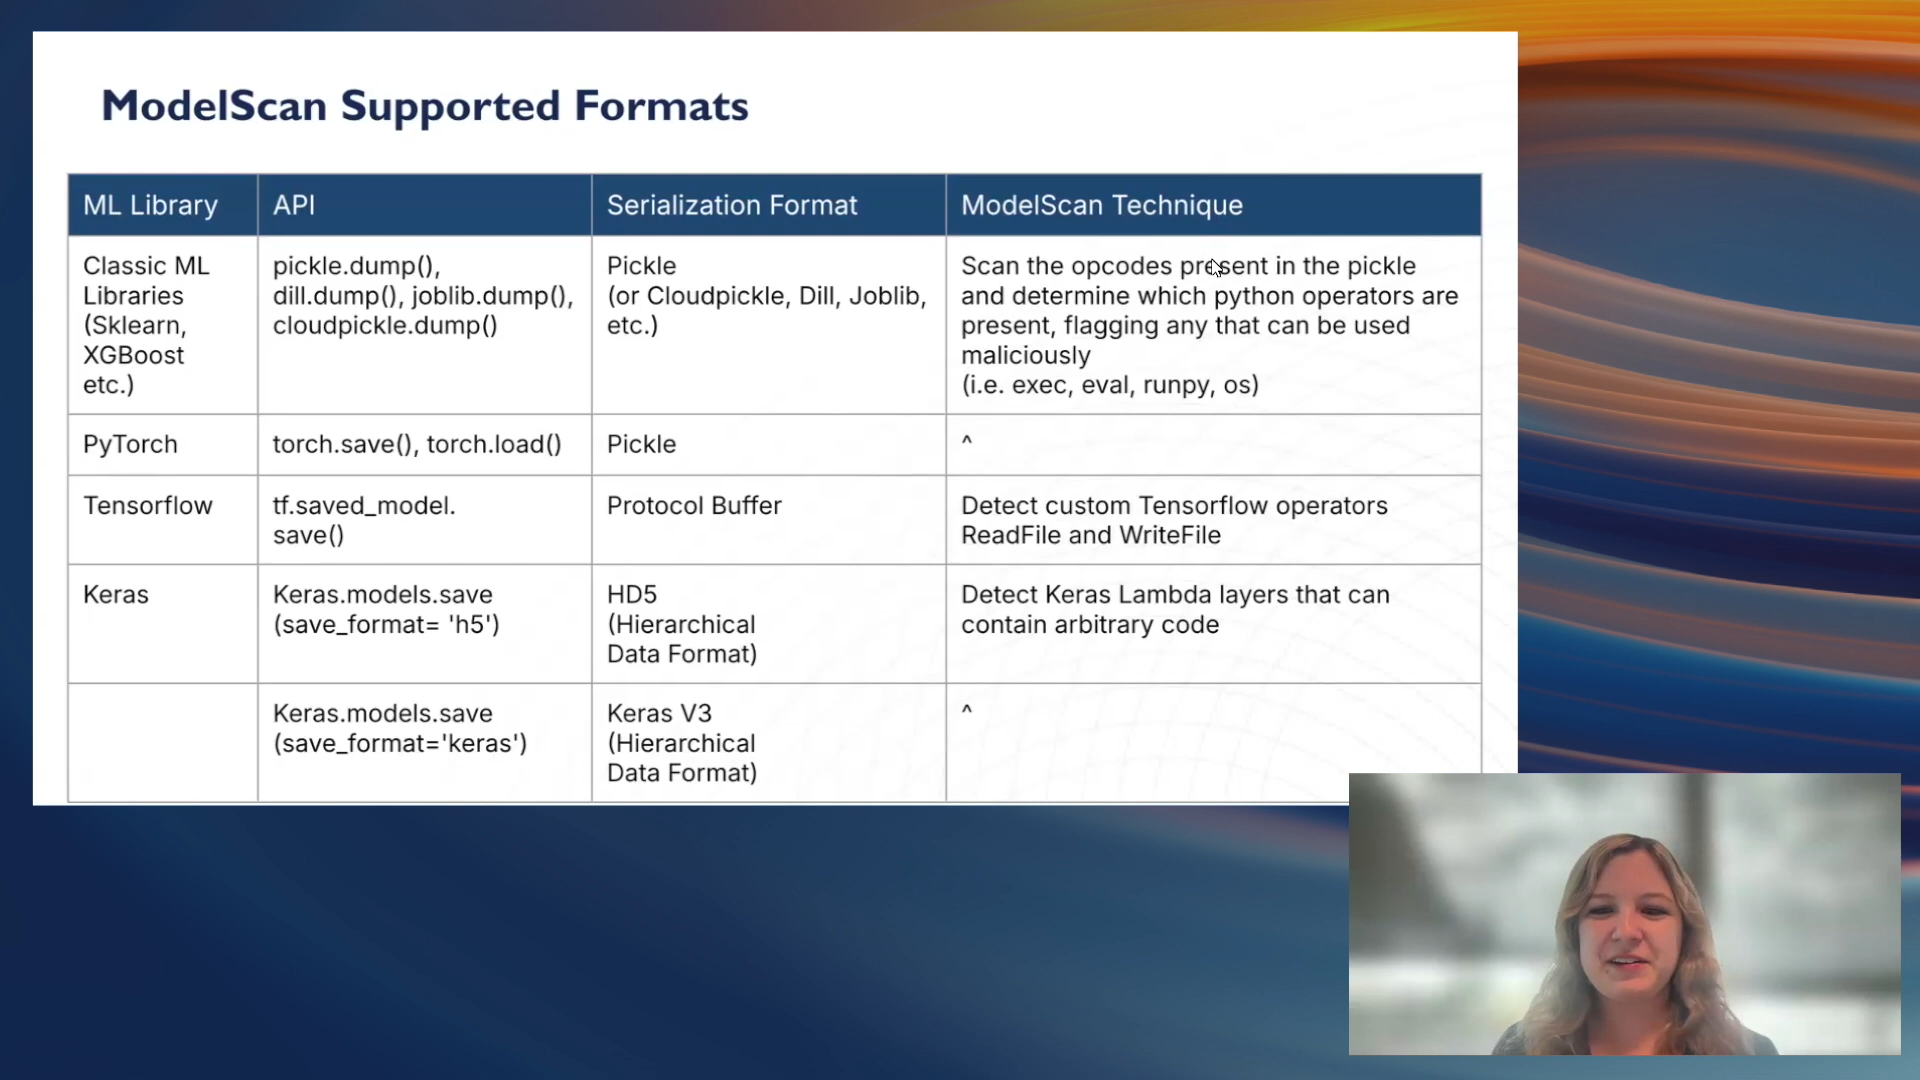 ModelScan Supported Formats
ML Library
API
Serialization Format
ModelScan Technique
Classic ML
Libraries
(Sklearn,
XGBoost
etc.)
pickle.dump(),
dill.dump(), joblib.dump(),
cloudpickle.dump()
Pickle
(or Cloudpickle, Dill, Joblib,
etc.)
Scan the opcodes present in the pickle
and determine which python operators are
present, flagging any that can be used
maliciously
(i.e. exec, eval, runpy, os)
PyTorch
torch.save(), torch.load()
Pickle
^
Tensorflow
tf.saved_model.
save()
Protocol Buffer
Detect custom Tensorflow operators
ReadFile and WriteFile
Keras
Keras.models.save
(save_format= 'h5')
HD5
(Hierarchical
Data Format)
Detect Keras Lambda layers that can
contain arbitrary code
Keras.models.save
(save_format='keras')
Keras V3
(Hierarchical
Data Format)
^